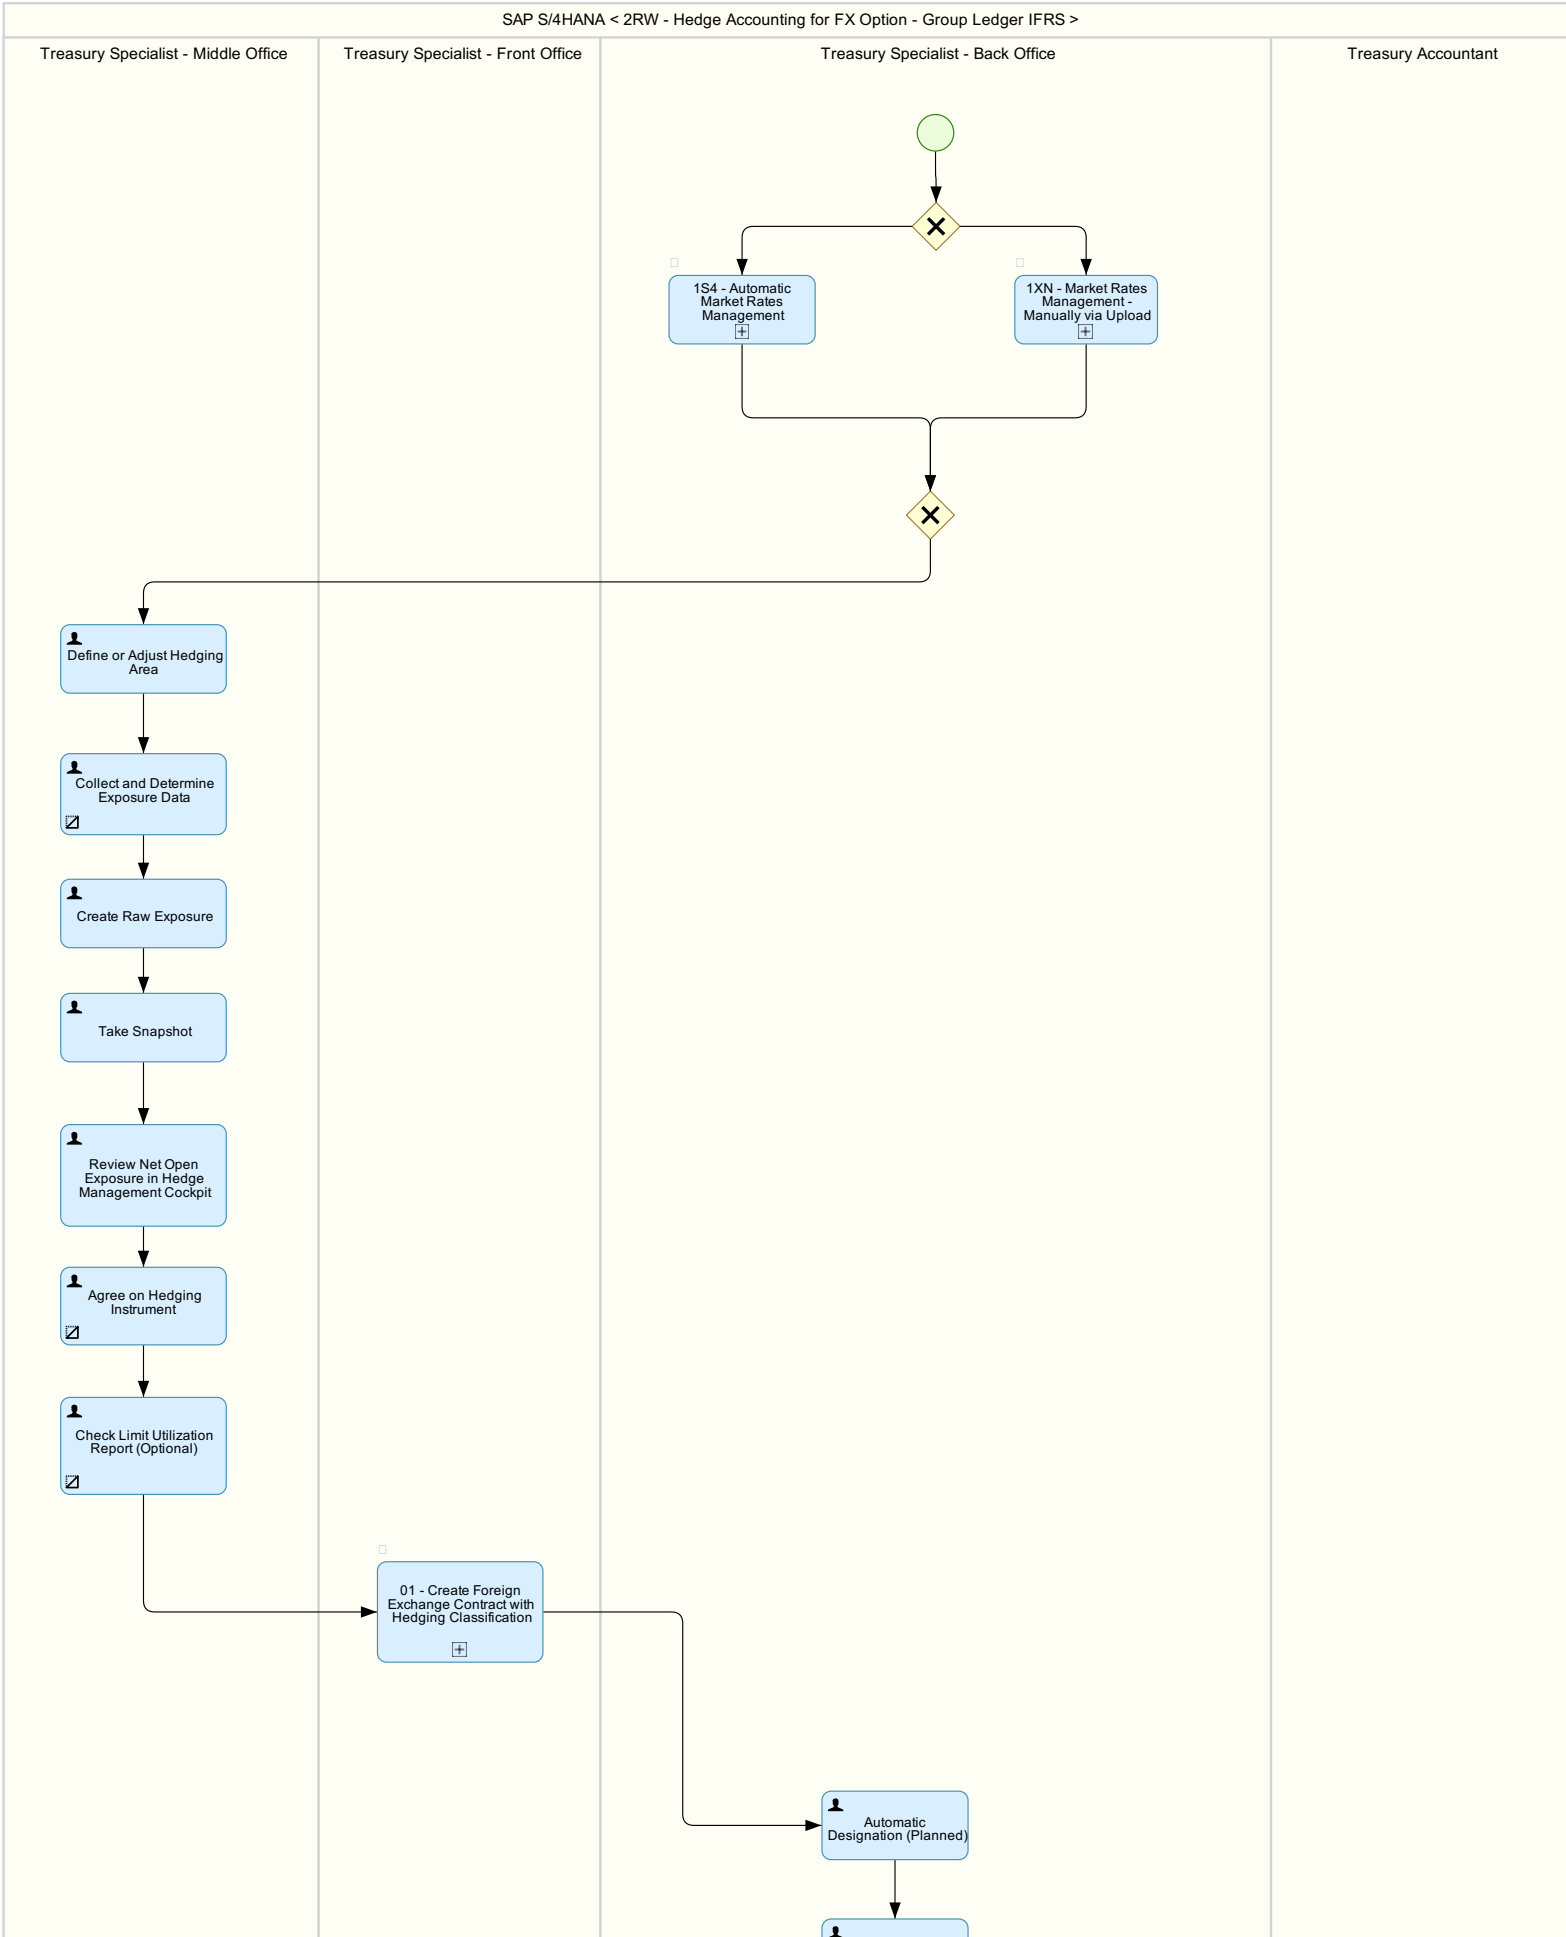 SAP S/4HANA < 2RW - Hedge Accounting for FX Option - Group Ledger IFRS >
Treasury Specialist - Middle Office
Treasury Specialist - Front Office
Treasury Specialist - Back Office
Treasury Accountant
1S4 - Automatic
Market Rates
Management
1XN - Market Rates
Management -
Manually via Upload
Define or Adjust Hedging
Area
Collect and Determine
Exposure Data
Create Raw Exposure
Take Snapshot
Review Net Open
Exposure in Hedge
Management Cockpit
Agree on Hedging
Instrument
Check Limit Utilization
Report (Optional)
01 - Create Foreign
Exchange Contract with
Hedging Classification
Automatic
Designation (Planned)